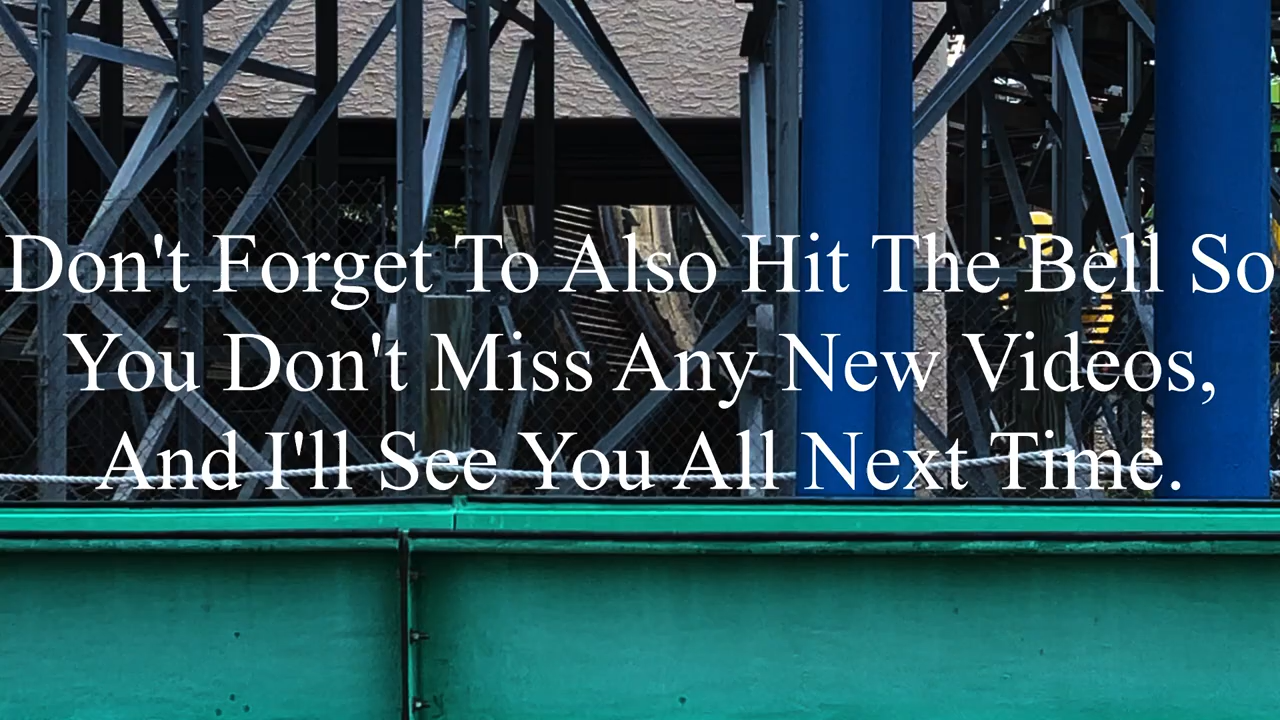 Don't Forget To Also Hit The Bell So
You Don't Miss Any New Videos,
And I'll See You All Next Time.